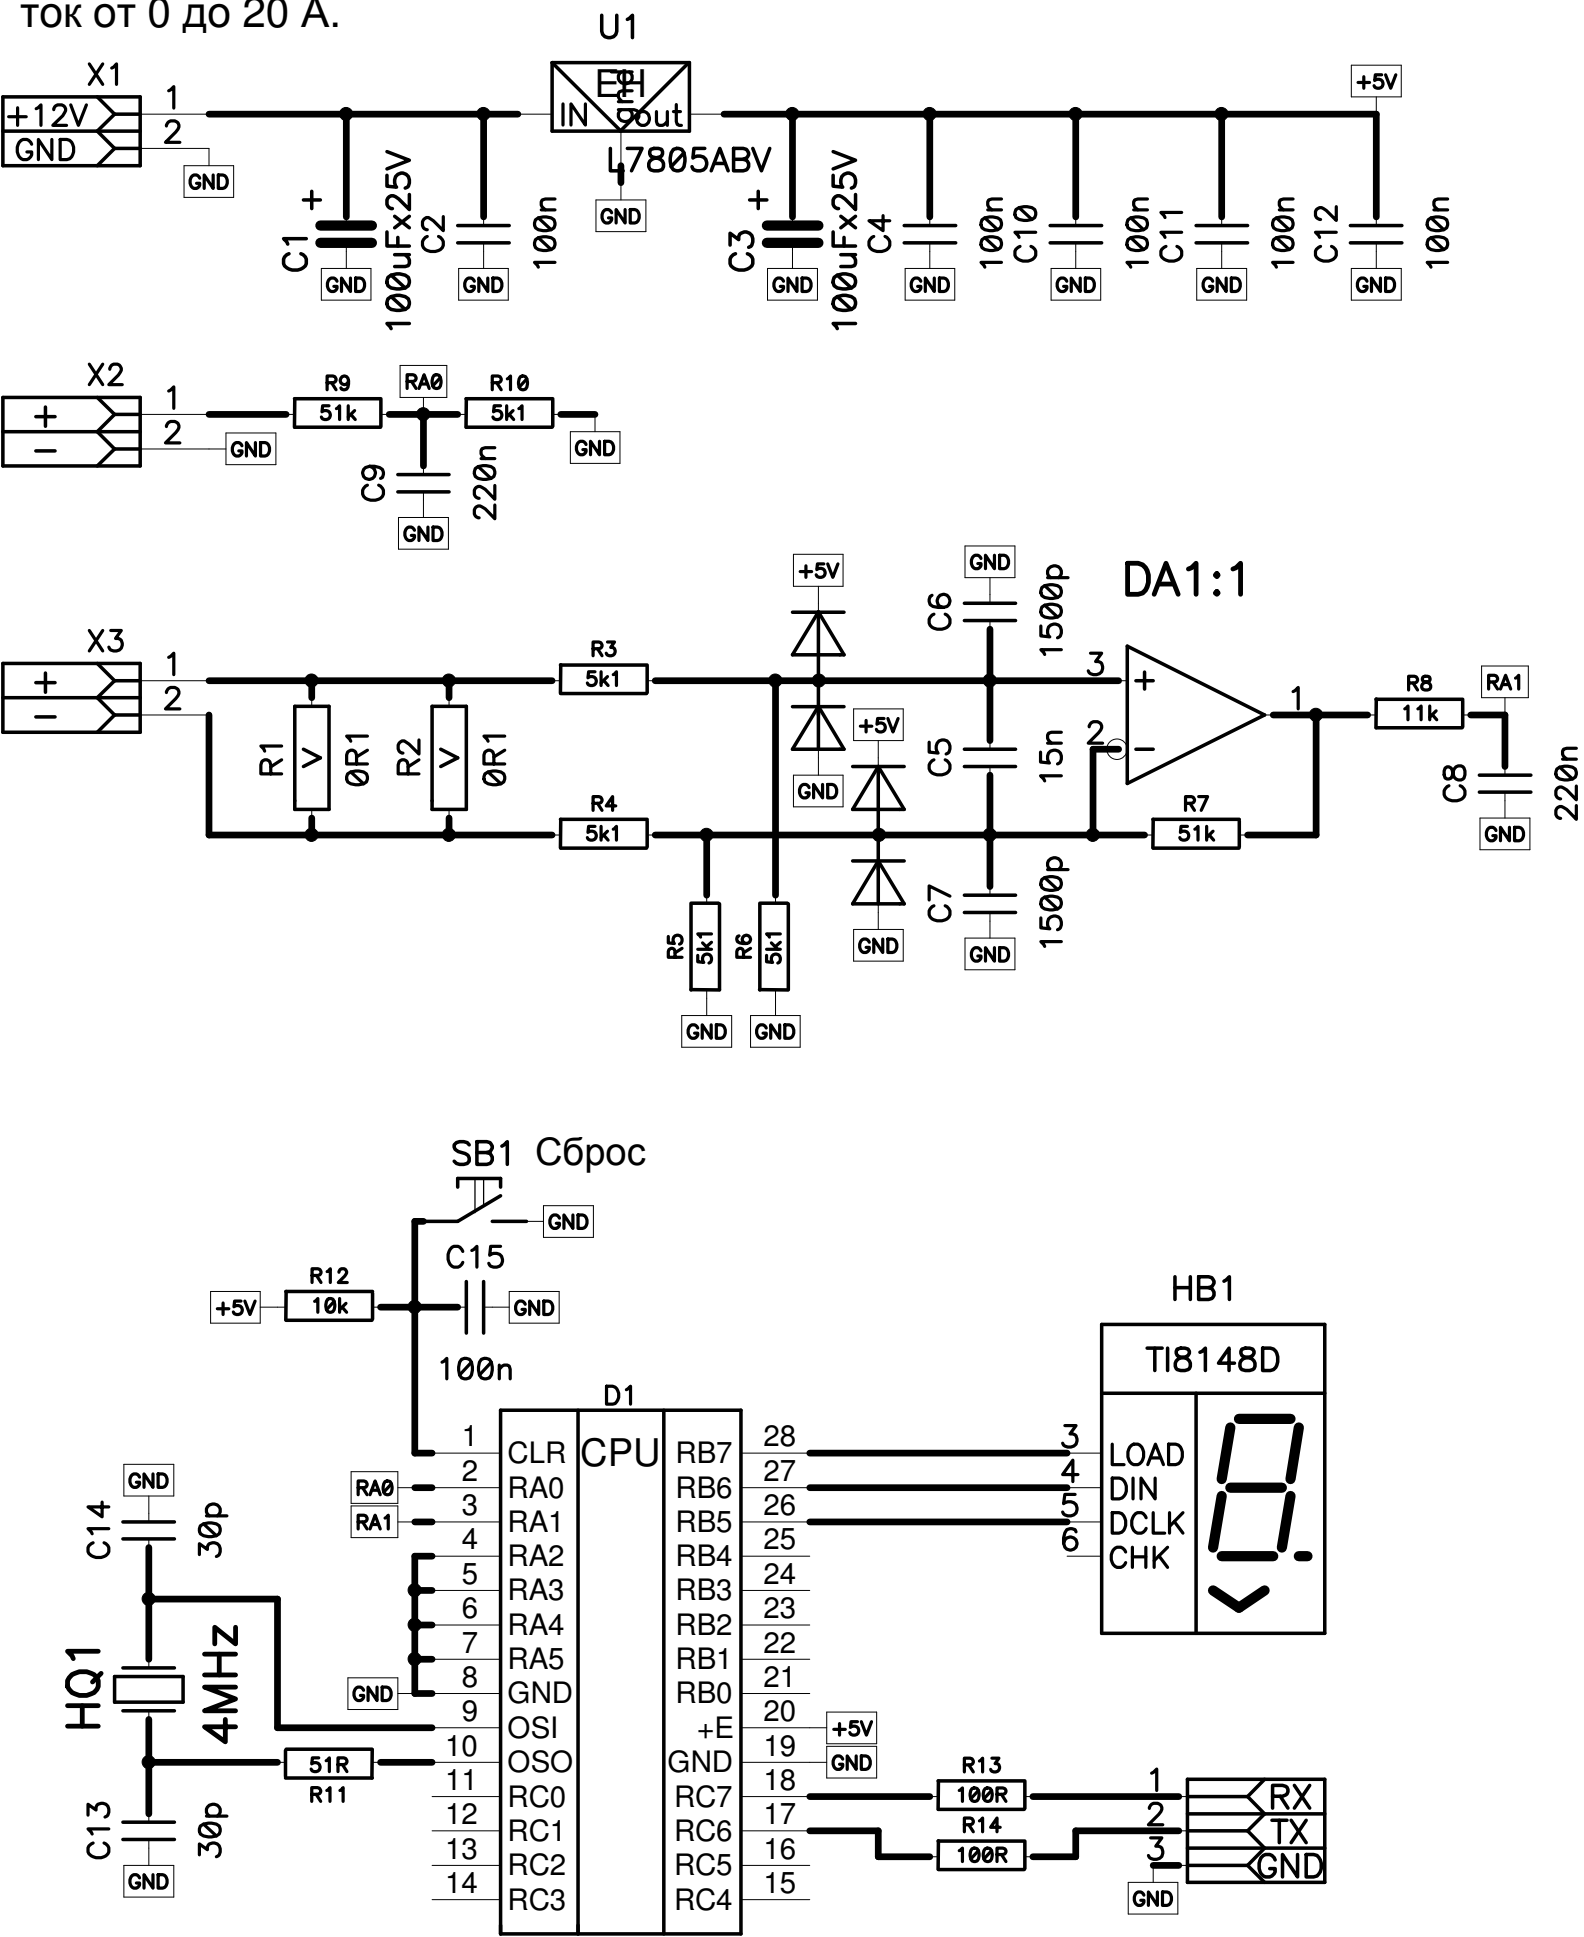 ток от 0 до 20 А.
U1
X1
+12V
GND
1
2
GND
EH
IN
gnd
out
L7805ABV
GND
+5V
C1
+
100uFx25V
GND
C2
100n
GND
C3
+
100uFx25V
GND
C4
100n
GND
C10
100n
GND
C11
100n
GND
C12
100n
GND
X2
+
−
1
2
GND
R9
51k
RA0
R10
5k1
GND
C9
220n
GND
X3
+
−
1
2
R1
V
0R1
R2
V
0R1
R3
5k1
R4
5k1
R5
5k1
GND
R6
5k1
GND
+5V
GND
+5V
GND
GND
C6
1500p
C5
15n
C7
1500p
GND
DA1:1
3
+
2
−
1
R7
51k
R8
11k
RA1
C8
220n
GND
SB1 Сброс
GND
C15
GND
100n
+5V
R12
10k
D1
CPU
1 CLR
2 RA0
3 RA1
4 RA2
5 RA3
6 RA4
7 RA5
8 GND
9 OSI
10 OSO
11 RC0
12 RC1
13 RC2
14 RC3
RB7 28
RB6 27
RB5 26
RB4 25
RB3 24
RB2 23
RB1 22
RB0 21
+E 20
GND 19
RC7 18
RC6 17
RC5 16
RC4 15
RA0
RA1
GND
GND
C14
30p
HQ1
4MHz
51R
R11
C13
30p
GND
HB1
TI8148D
3 LOAD
4 DIN
5 DCLK
6 CHK
+5V
GND
R13
100R
R14
100R
1 RX
2 TX
3 GND
GND